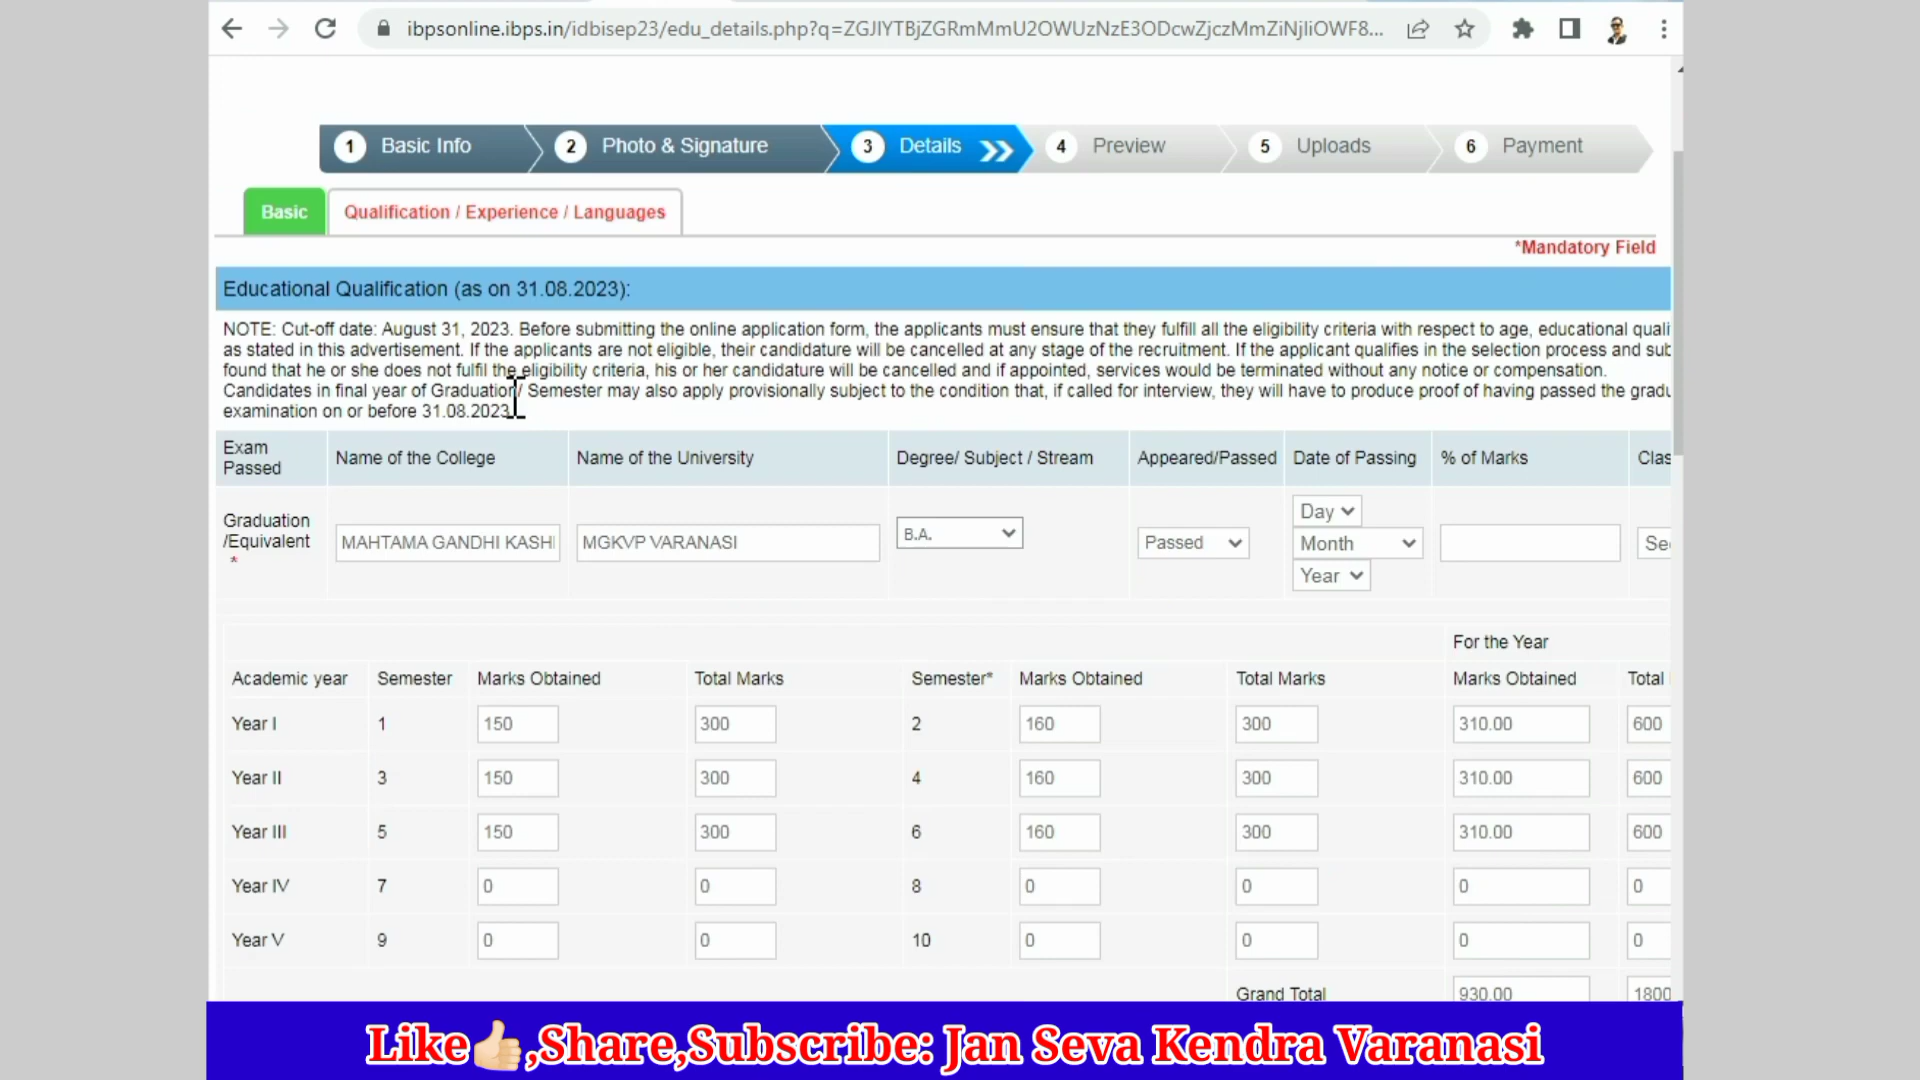 ibpsonline.ibps.in/idbisep23/edu_details.php?q=ZGJlYTBjZGRmMmU2OWUzNzE3ODcwZjczMmZiNjliOWF8...
1 Basic Info 2 Photo & Signature 3 Details 4 Preview 5 Uploads 6 Payment
Basic Qualification / Experience / Languages
*Mandatory Field
Educational Qualification (as on 31.08.2023):
NOTE: Cut-off date: August 31, 2023. Before submitting the online application form, the applicants must ensure that they fulfill all the eligibility criteria with respect to age, educational quali
as stated in this advertisement. If the applicants are not eligible, their candidature will be cancelled at any stage of the recruitment. If the applicant qualifies in the selection process and sub
found that he or she does not fulfil the eligibility criteria, his or her candidature will be cancelled and if appointed, services would be terminated without any notice or compensation.
Candidates in final year of Graduation/ Semester may also apply provisionally subject to the condition that, if called for interview, they will have to produce proof of having passed the gradu
examination on or before 31.08.2023.
Exam Passed Name of the College Name of the University Degree/ Subject / Stream Appeared/Passed Date of Passing % of Marks Clas
Graduation /Equivalent * MAHTAMA GANDHI KASHI MGKVP VARANASI B.A. Passed Day Month Year Sec
For the Year
Academic year Semester Marks Obtained Total Marks Semester* Marks Obtained Total Marks Marks Obtained Total
Year I 1 150 300 2 160 300 310.00 600
Year II 3 150 300 4 160 300 310.00 600
Year III 5 150 300 6 160 300 310.00 600
Year IV 7 0 0 8 0 0 0 0
Year V 9 0 0 10 0 0 0 0
Grand Total 930.00 1800
Like👍🏻,Share,Subscribe: Jan Seva Kendra Varanasi